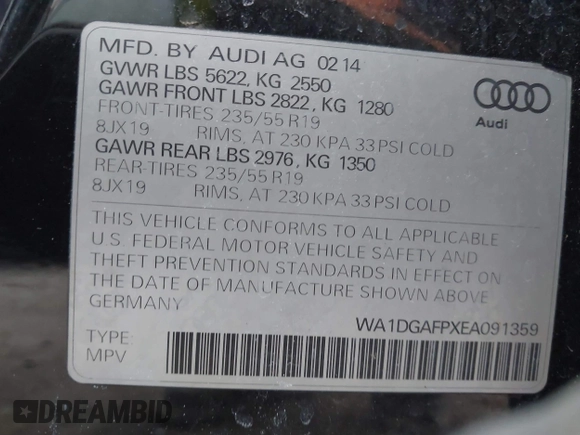 MFD. BY AUDI AG 02 14
GVWR LBS 5622, KG 2550
GAWR FRONT LBS 2822, KG 1280
FRONT-TIRES 235/55 R19
8JX19 RIMS, AT 230 KPA 33 PSI COLD
GAWR REAR LBS 2976, KG 1350
REAR-TIRES 235/55 R19
8JX19 RIMS, AT 230 KPA 33 PSI COLD
Audi
THIS VEHICLE CONFORMS TO ALL APPLICABLE
U.S. FEDERAL MOTOR VEHICLE SAFETY AND
THEFT PREVENTION STANDARDS IN EFFECT ON
THE DATE OF MANUFACTURE SHOWN ABOVE
GERMANY
WA1DGAFPXEA091359
TYPE:
MPV
DREAMBID